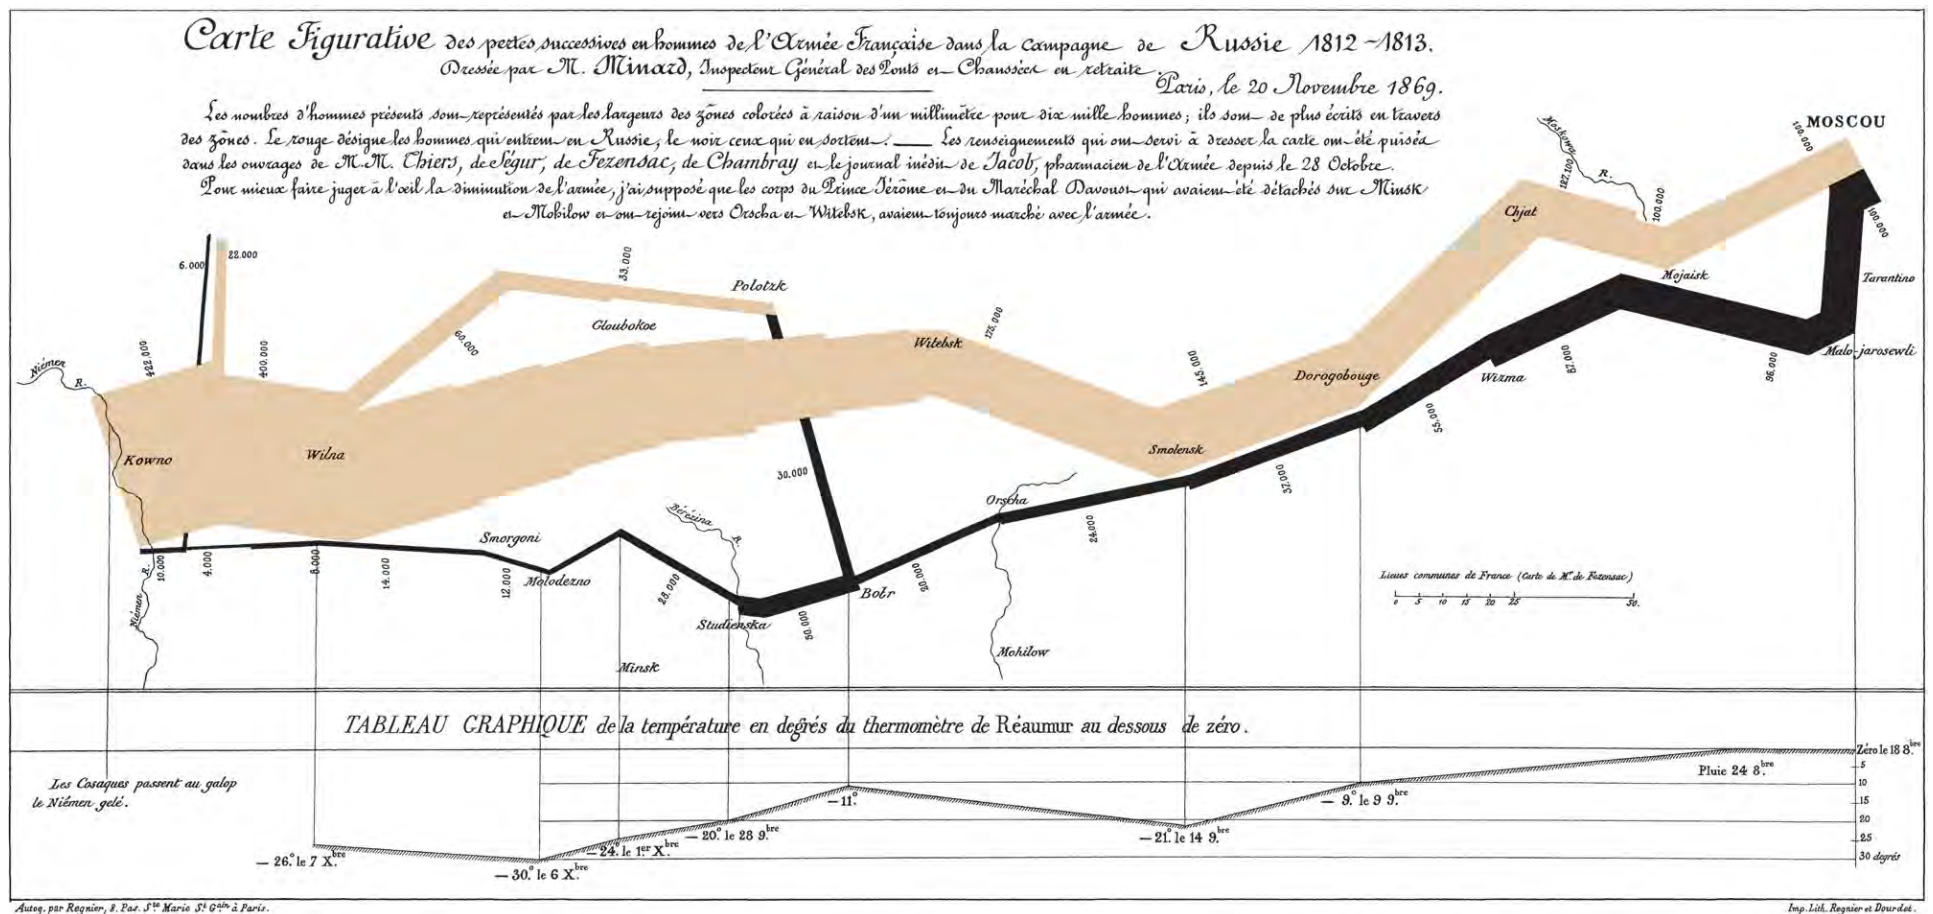 Carte Figurative des pertes successives en hommes de l'Armée Française dans la campagne de Russie 1812~1813.
Dressée par M. Minard, Inspecteur Général des Ponts et Chaussées en retraite.
Paris, le 20 Novembre 1869.
Les nombres d'hommes présents sont représentés par les largeurs des zônes colorées à raison d'un millimètre pour dix mille hommes; ils sont de plus écrits en travers
des zônes. Le rouge désigne les hommes qui entrent en Russie, le noir ceux qui en sortent. — Les renseignements qui ont servi à dresser la carte ont été puisés
dans les ouvrages de M.M. Thiers, de Ségur, de Fezensac, de Chambray et le journal inédit de Jacob, pharmacien de l'Armée depuis le 28 Octobre.
Pour mieux faire juger à l'œil la diminution de l'armée, j'ai supposé que les corps du Prince Jérôme et du Maréchal Davoust qui avaient été détachés sur Minsk
et Mohilow et ont rejoint vers Orscha et Witebsk, avaient toujours marché avec l'armée.
MOSCOU
100.000
Moskowa R.
127.100
100.000
Chjat
Mojaisk
100.000
Tarantino
Malo-jarosewli
6.000
22.000
33.000
Polotzk
Gloubokoe
60.000
Niémen R.
422.000
400.000
Witebsk
175.000
145.000
Dorogobouge
Wizma
87.000
96.000
55.000
Kowno
Wilna
30.000
Smolensk
37.000
Bérézina R.
Orscha
24.000
Smorgoni
Molodezno
10.000
4.000
8.000
14.000
12.000
28.000
Studienska
50.000
Bobr
20.000
Niémen R.
Minsk
Mohilow
Lieues communes de France (Carte de M. de Fezensac)
0 5 10 15 20 25 50.
TABLEAU GRAPHIQUE de la température en degrés du thermomètre de Réaumur au dessous de zéro.
Les Cosaques passent au galop
le Niémen gelé.
Zéro le 18 8.bre
5
10
15
20
25
30 degrés
Pluie 24 8.bre
— 9.° le 9 9.bre
— 21.° le 14 9.bre
— 11.°
— 20.° le 28 9.bre
— 24.° le 1.er X.bre
— 30.° le 6 X.bre
— 26.° le 7 X.bre
Autog. par Regnier, 8. Pas. S.te Marie S.t G.ain à Paris.
Imp. Lith. Regnier et Dourdet.